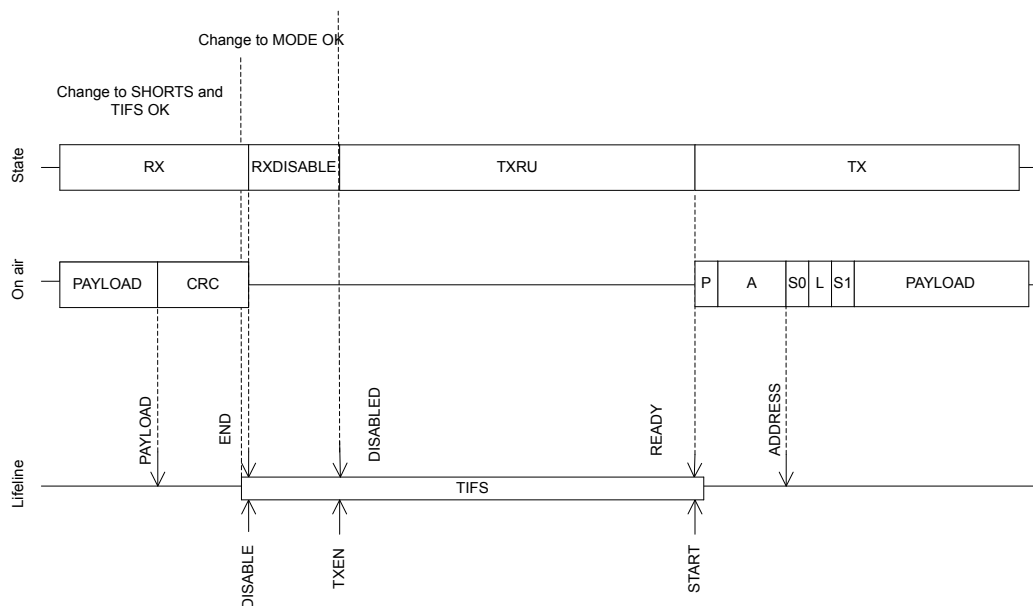 Change to MODE OK
Change to SHORTS and
TIFS OK
State
RX
RXDISABLE
TXRU
TX
On air
PAYLOAD
CRC
P
A
S0
L
S1
PAYLOAD
PAYLOAD
END
DISABLED
READY
ADDRESS
Lifeline
TIFS
DISABLE
TXEN
START